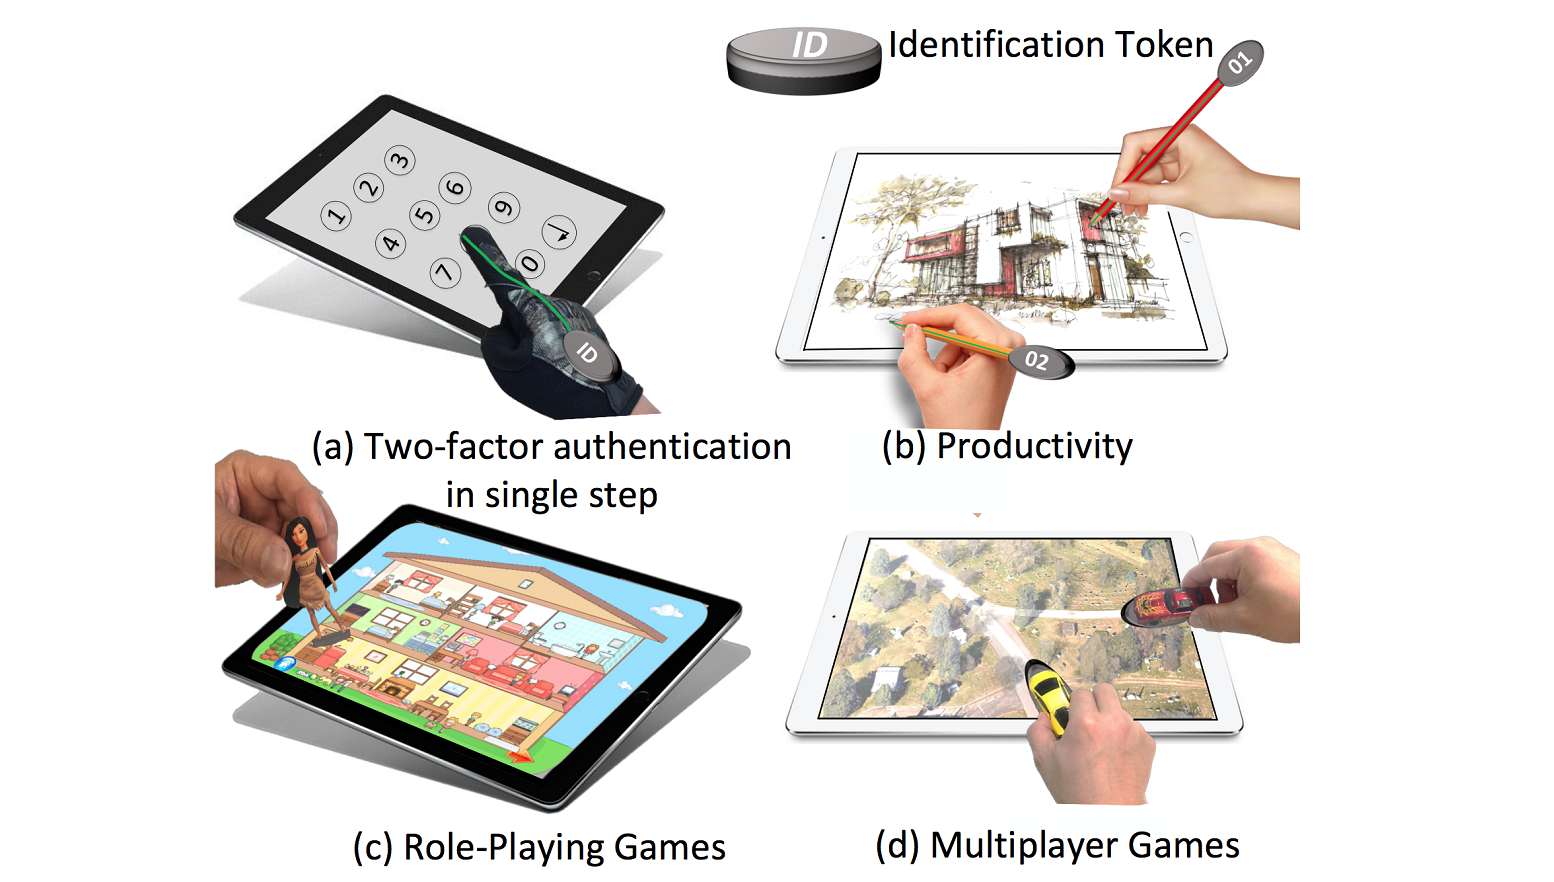 ID
Identification Token
01
1
2
3
4
5
6
7
9
0
ID
02
(a) Two-factor authentication
in single step
(b) Productivity
(c) Role-Playing Games
(d) Multiplayer Games